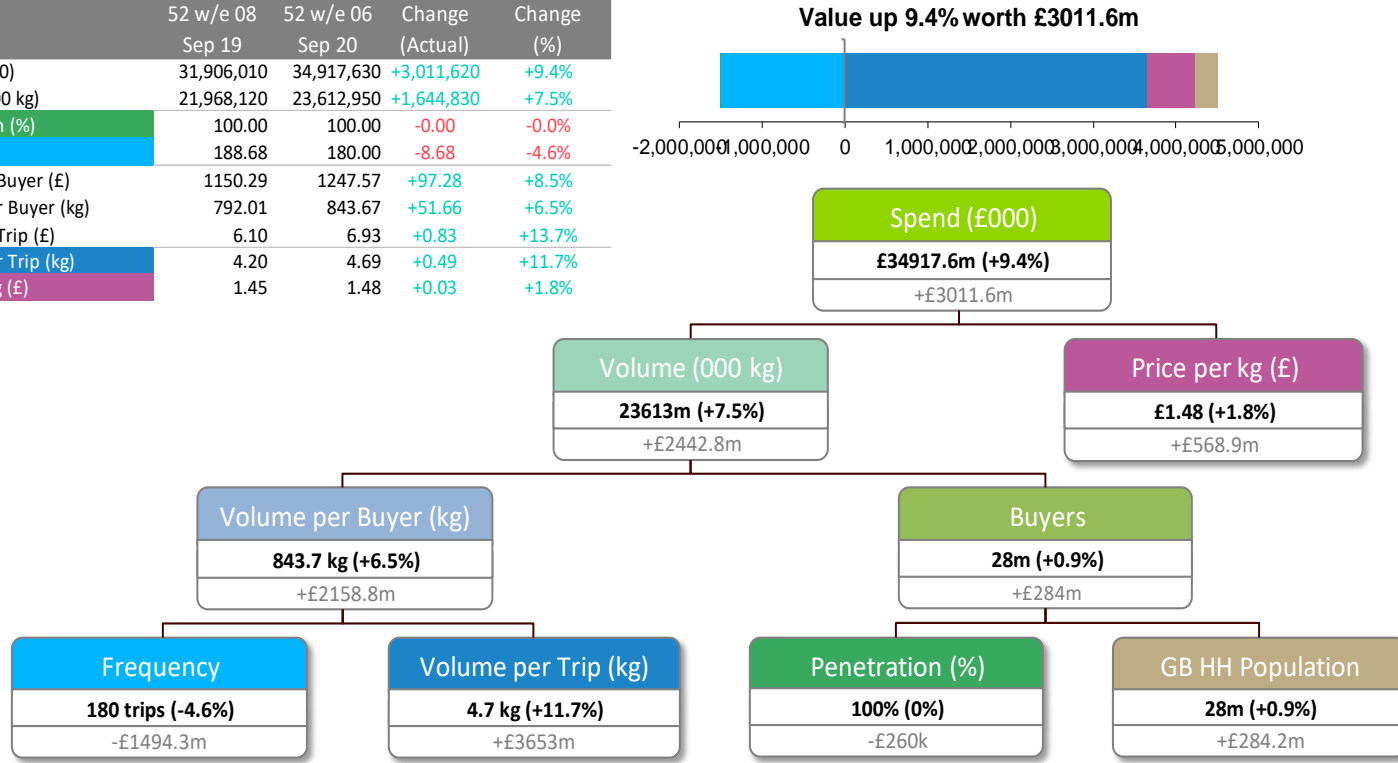 52 w/e 08 52 w/e 06 Change Change
Sep 19 Sep 20 (Actual) (%)
0) 31,906,010 34,917,630 +3,011,620 +9.4%
00 kg) 21,968,120 23,612,950 +1,644,830 +7.5%
n (%) 100.00 100.00 -0.00 -0.0%
188.68 180.00 -8.68 -4.6%
Buyer (£) 1150.29 1247.57 +97.28 +8.5%
r Buyer (kg) 792.01 843.67 +51.66 +6.5%
Trip (£) 6.10 6.93 +0.83 +13.7%
r Trip (kg) 4.20 4.69 +0.49 +11.7%
g (£) 1.45 1.48 +0.03 +1.8%
Value up 9.4% worth £3011.6m
-2,000,000 -1,000,000 0 1,000,000 2,000,000 3,000,000 4,000,000 5,000,000
Spend (£000)
£34917.6m (+9.4%)
+£3011.6m
Volume (000 kg)
23613m (+7.5%)
+£2442.8m
Price per kg (£)
£1.48 (+1.8%)
+£568.9m
Volume per Buyer (kg)
843.7 kg (+6.5%)
+£2158.8m
Buyers
28m (+0.9%)
+£284m
Frequency
180 trips (-4.6%)
-£1494.3m
Volume per Trip (kg)
4.7 kg (+11.7%)
+£3653m
Penetration (%)
100% (0%)
-£260k
GB HH Population
28m (+0.9%)
+£284.2m